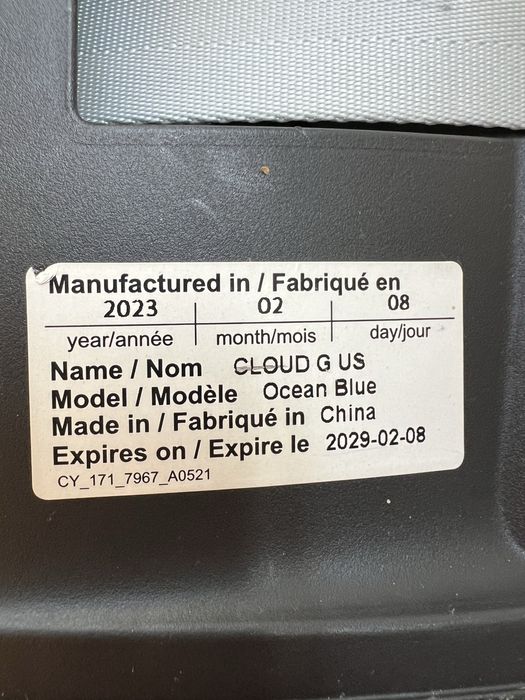 Manufactured in / Fabriqué en
2023 02 08
year/année month/mois day/jour
Name / Nom CLOUD G US
Model / Modèle Ocean Blue
Made in / Fabriqué in China
Expires on / Expire le 2029-02-08
CY_171_7967_A0521